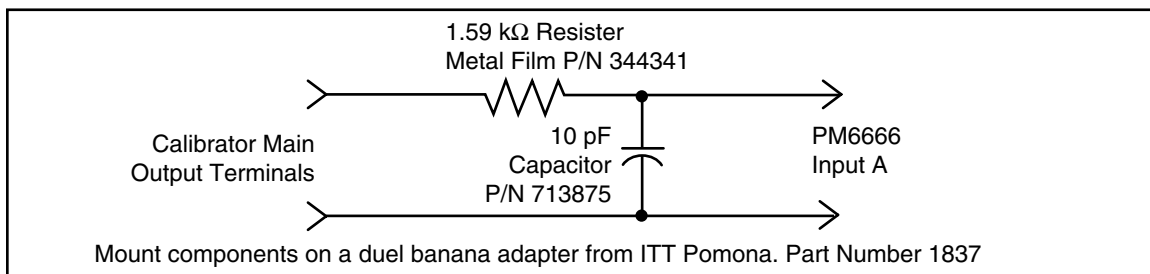 1.59 kΩ Resister
Metal Film P/N 344341
Calibrator Main
Output Terminals
10 pF
Capacitor
P/N 713875
PM6666
Input A
Mount components on a duel banana adapter from ITT Pomona. Part Number 1837